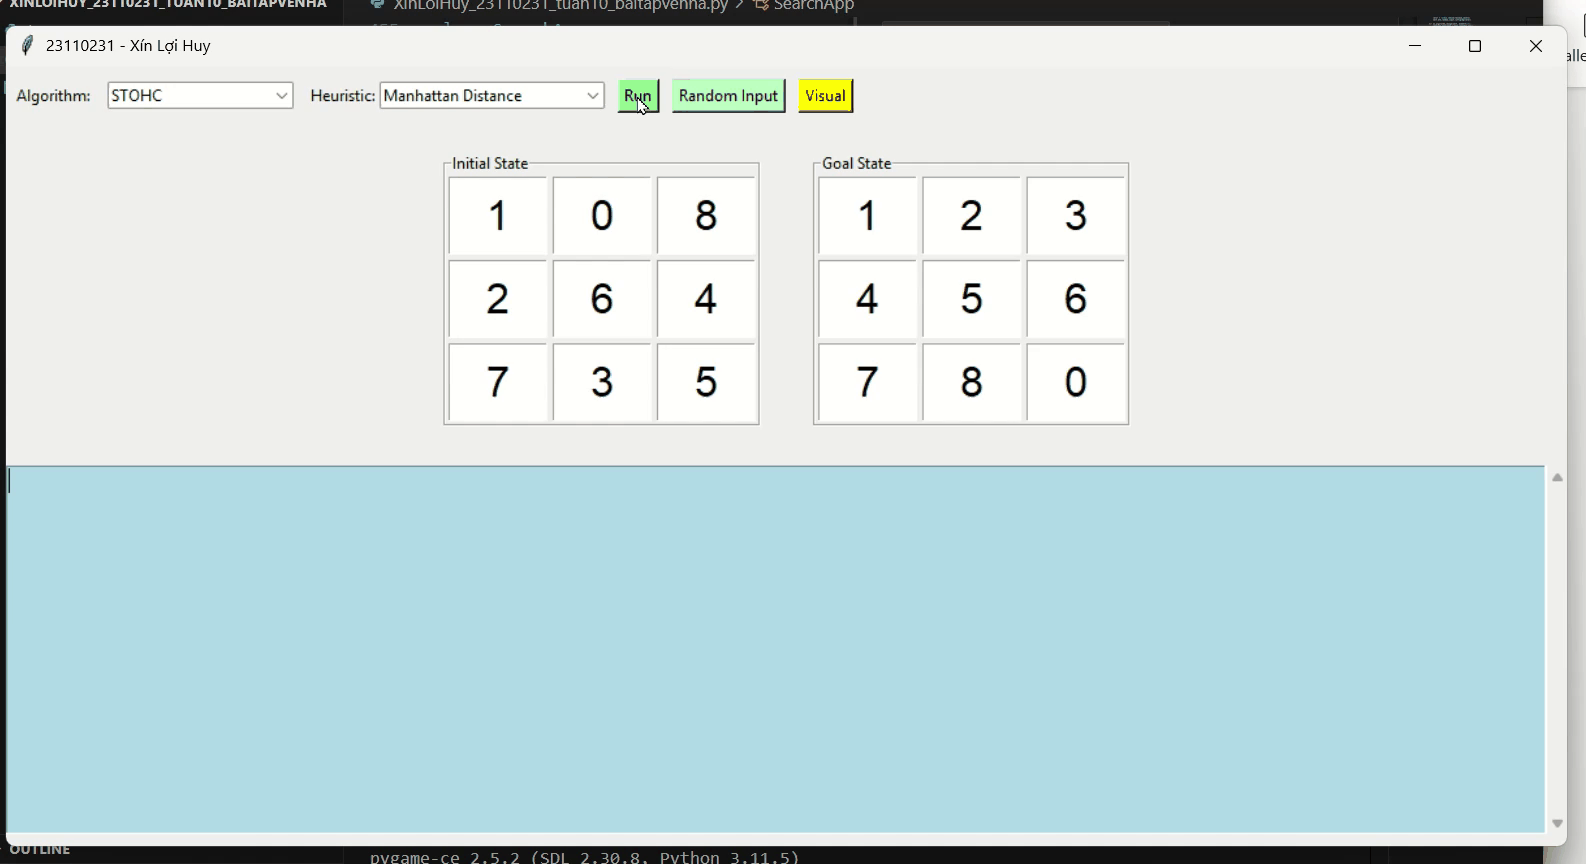 XINLOIHUY_23110231_TUAN10_BAITAPVENHA
XinLoiHuy_23110231_tuan10_baitapvenha.py > SearchApp
23110231 - Xín Lợi Huy
Algorithm: STOHC Heuristic: Manhattan Distance Run Random Input Visual
Initial State Goal State
1 0 8 1 2 3
2 6 4 4 5 6
7 3 5 7 8 0
OUTLINE
pygame-ce 2.5.2 (SDL 2.30.8, Python 3.11.5)